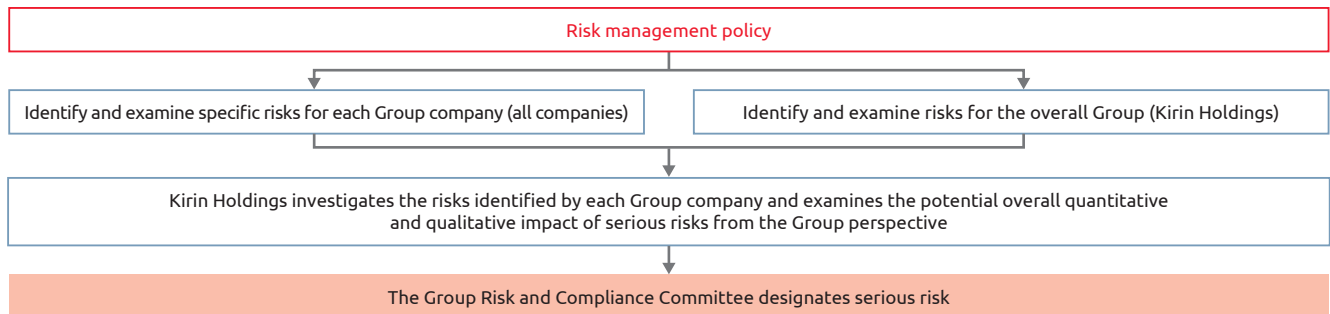 Risk management policy
Identify and examine specific risks for each Group company (all companies)
Identify and examine risks for the overall Group (Kirin Holdings)
Kirin Holdings investigates the risks identified by each Group company and examines the potential overall quantitative
and qualitative impact of serious risks from the Group perspective
The Group Risk and Compliance Committee designates serious risk